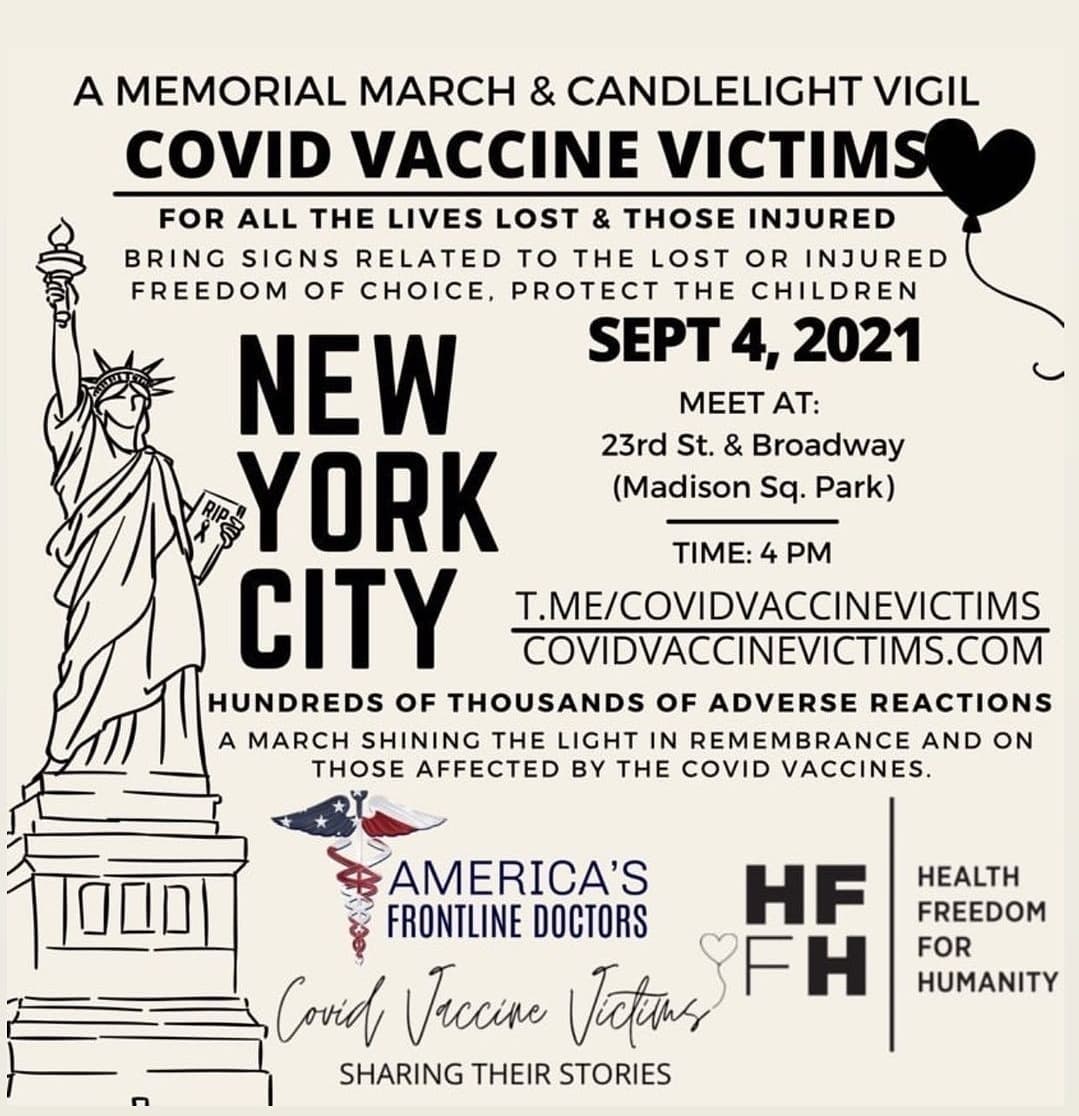 A MEMORIAL MARCH & CANDLELIGHT VIGIL
COVID VACCINE VICTIMS
FOR ALL THE LIVES LOST & THOSE INJURED
BRING SIGNS RELATED TO THE LOST OR INJURED
FREEDOM OF CHOICE, PROTECT THE CHILDREN
NEW
YORK
CITY
SEPT 4, 2021
MEET AT:
23rd St. & Broadway
(Madison Sq. Park)
TIME: 4 PM
T.ME/COVIDVACCINEVICTIMS
COVIDVACCINEVICTIMS.COM
RIP
HUNDREDS OF THOUSANDS OF ADVERSE REACTIONS
A MARCH SHINING THE LIGHT IN REMEMBRANCE AND ON
THOSE AFFECTED BY THE COVID VACCINES.
AMERICA'S
FRONTLINE DOCTORS
Covid Vaccine Victims
SHARING THEIR STORIES
HF
FH
HEALTH
FREEDOM
FOR
HUMANITY